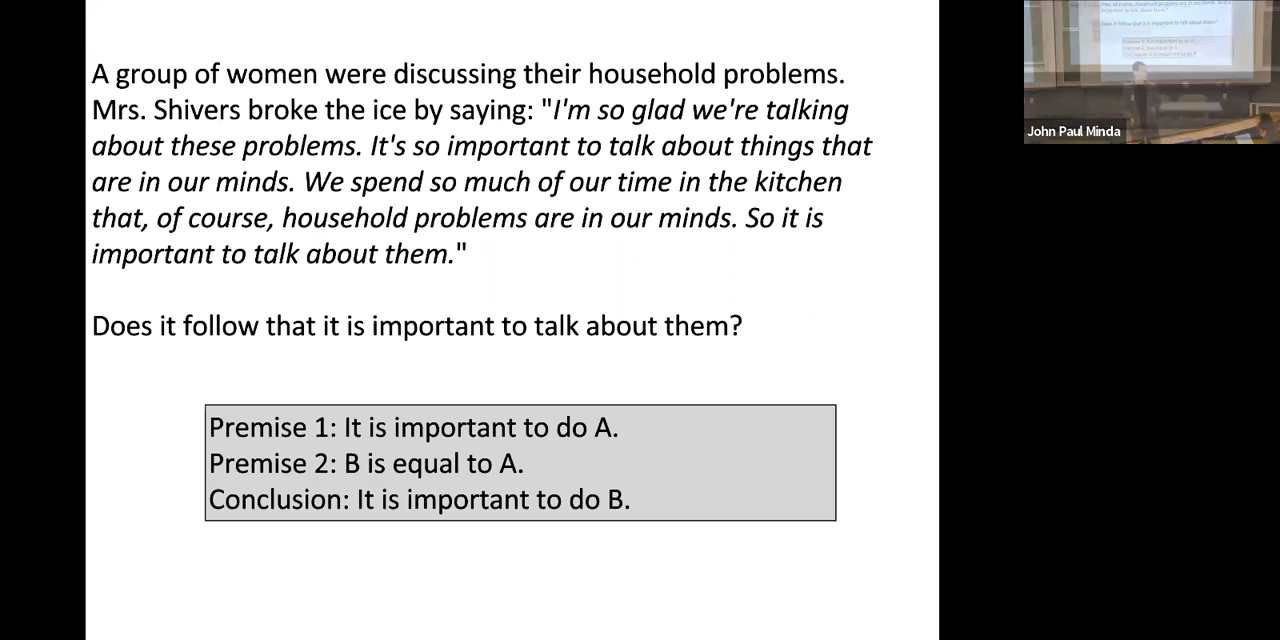 A group of women were discussing their household problems.
Mrs. Shivers broke the ice by saying: "I'm so glad we're talking
about these problems. It's so important to talk about things that
are in our minds. We spend so much of our time in the kitchen
that, of course, household problems are in our minds. So it is
important to talk about them."
Does it follow that it is important to talk about them?
Premise 1: It is important to do A.
Premise 2: B is equal to A.
Conclusion: It is important to do B.
John Paul Minda